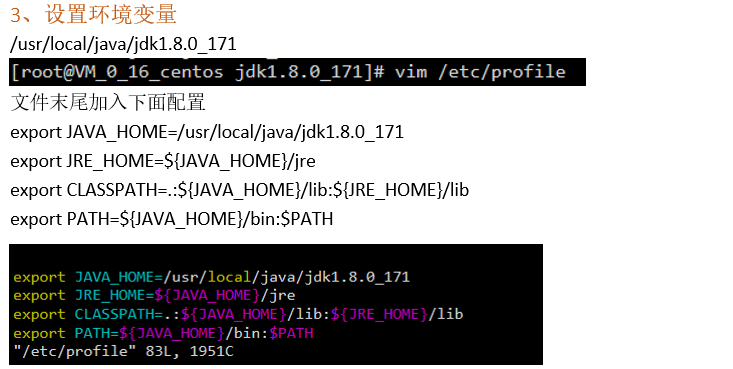 3、设置环境变量
/usr/local/java/jdk1.8.0_171
[root@VM_0_16_centos jdk1.8.0_171]# vim /etc/profile
文件末尾加入下面配置
export JAVA_HOME=/usr/local/java/jdk1.8.0_171
export JRE_HOME=${JAVA_HOME}/jre
export CLASSPATH=.:${JAVA_HOME}/lib:${JRE_HOME}/lib
export PATH=${JAVA_HOME}/bin:$PATH
export JAVA_HOME=/usr/local/java/jdk1.8.0_171
export JRE_HOME=${JAVA_HOME}/jre
export CLASSPATH=.:${JAVA_HOME}/lib:${JRE_HOME}/lib
export PATH=${JAVA_HOME}/bin:$PATH
"/etc/profile" 83L, 1951C